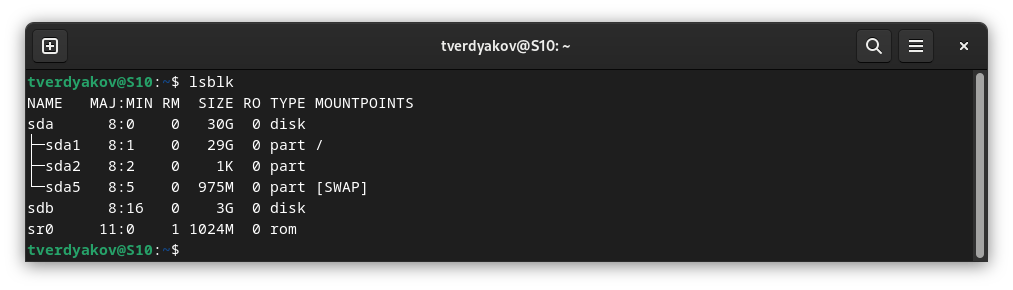 tverdyakov@S10: ~
tverdyakov@S10:~$ lsblk
NAME   MAJ:MIN RM  SIZE RO TYPE MOUNTPOINTS
sda      8:0    0   30G  0 disk
├─sda1   8:1    0   29G  0 part /
├─sda2   8:2    0    1K  0 part
└─sda5   8:5    0  975M  0 part [SWAP]
sdb      8:16   0    3G  0 disk
sr0     11:0    1 1024M  0 rom
tverdyakov@S10:~$